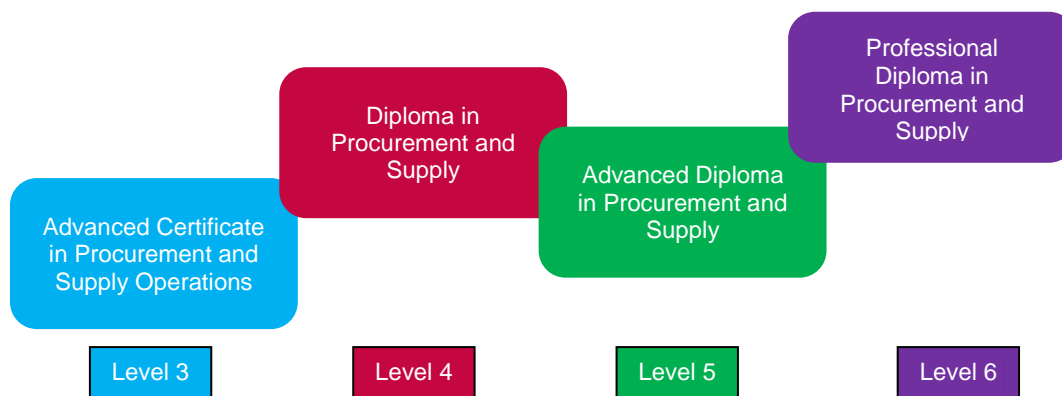 Advanced Certificate
in Procurement and
Supply Operations
Diploma in
Procurement and
Supply
Advanced Diploma
in Procurement and
Supply
Professional
Diploma in
Procurement and
Supply
Level 3
Level 4
Level 5
Level 6